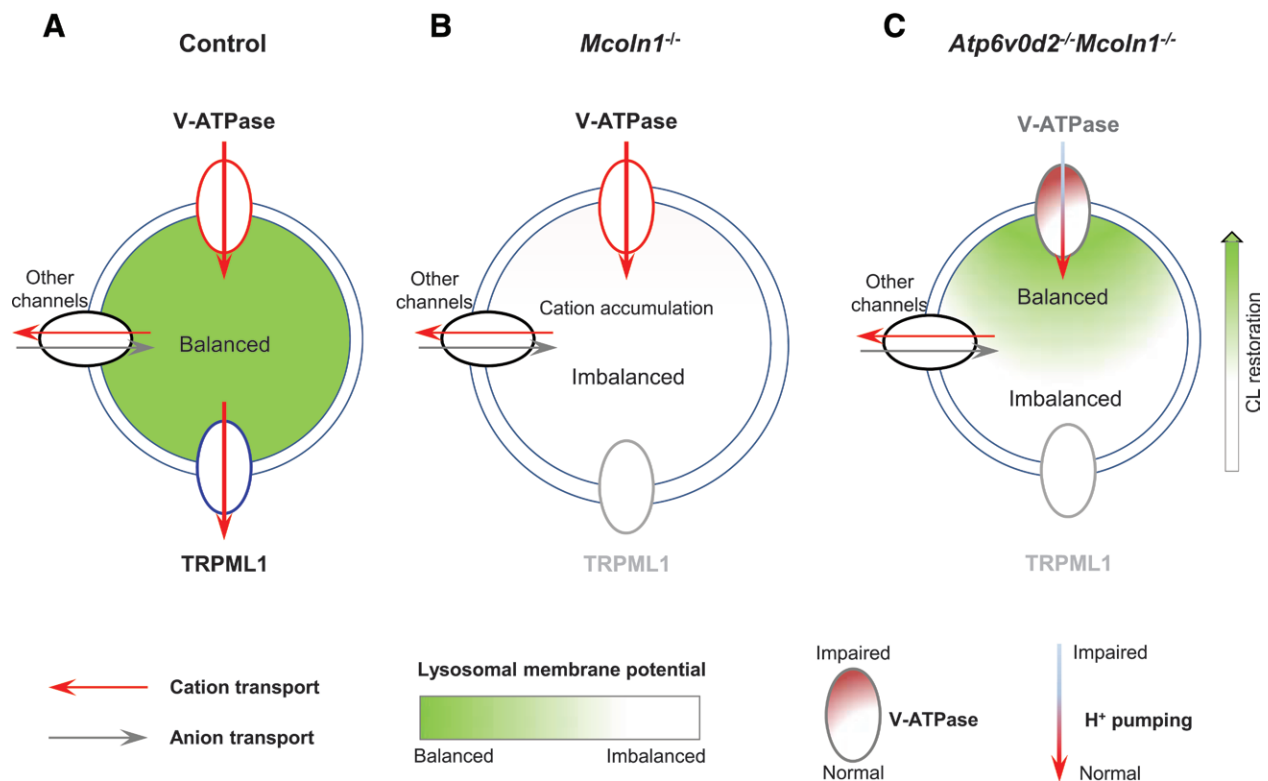 A
Control
V-ATPase
Other
channels
Balanced
TRPML1
B
Mcoln1-/-
V-ATPase
Other
channels
Cation accumulation
Imbalanced
TRPML1
C
Atp6v0d2-/-Mcoln1-/-
V-ATPase
Other
channels
Balanced
Imbalanced
TRPML1
CL restoration
Cation transport
Anion transport
Lysosomal membrane potential
Balanced
Imbalanced
Impaired
V-ATPase
Normal
Impaired
H+ pumping
Normal